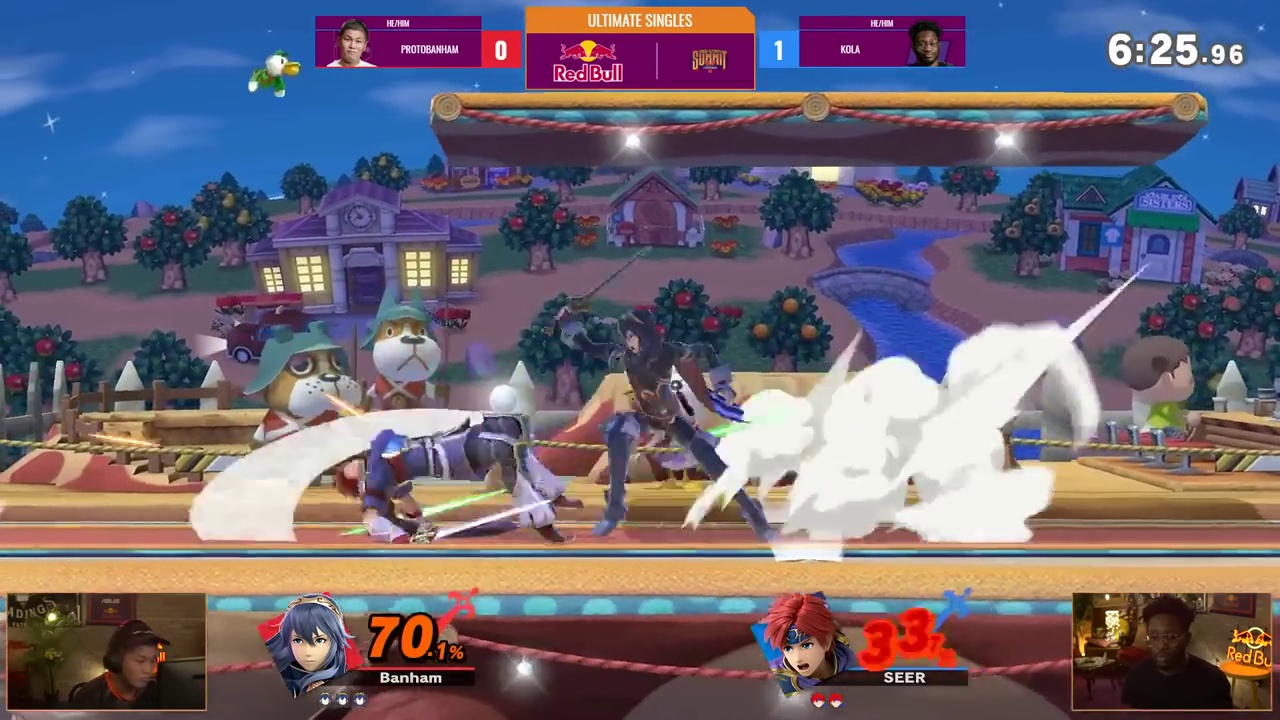 HE/HIM
PROTOBANHAM
0
ULTIMATE SINGLES
Red Bull
SUMMIT
1
HE/HIM
KOLA
6:25.96
SISTERS
70.1%
Banham
33.
SEER
Red Bu